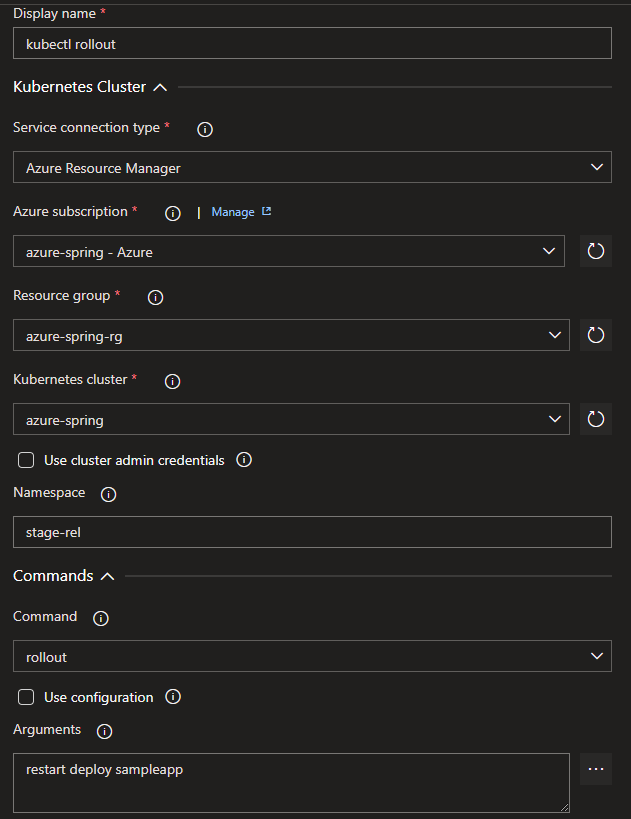 Display name *
kubectl rollout
Kubernetes Cluster
Service connection type *
Azure Resource Manager
Azure subscription * | Manage
azure-spring - Azure
Resource group *
azure-spring-rg
Kubernetes cluster *
azure-spring
Use cluster admin credentials
Namespace
stage-rel
Commands
Command
rollout
Use configuration
Arguments
restart deploy sampleapp